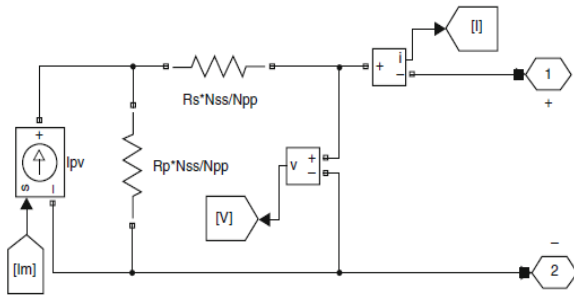 [I]
i
+
−
1
+
Rs*Nss/Npp
+
Ipv
s
−
Rp*Nss/Npp
v
+
−
[V]
[Im]
−
2